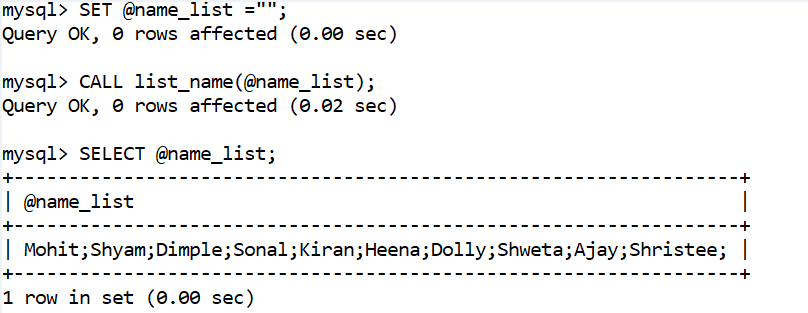 mysql> SET @name_list ="";
Query OK, 0 rows affected (0.00 sec)
mysql> CALL list_name(@name_list);
Query OK, 0 rows affected (0.02 sec)
mysql> SELECT @name_list;
+------------------------------------------------------------------+
| @name_list                                                       |
+------------------------------------------------------------------+
| Mohit;Shyam;Dimple;Sonal;Kiran;Heena;Dolly;Shweta;Ajay;Shristee; |
+------------------------------------------------------------------+
1 row in set (0.00 sec)